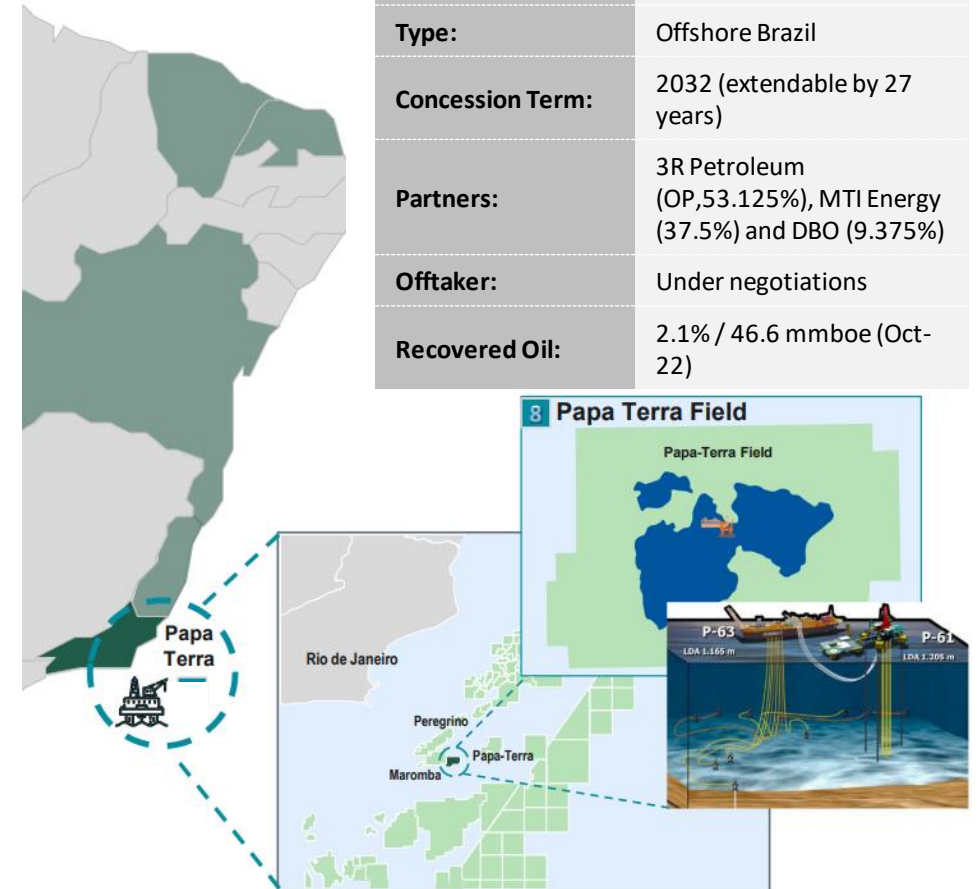 Type:
Offshore Brazil
Concession Term:
2032 (extendable by 27
years)
Partners:
3R Petroleum
(OP,53.125%), MTI Energy
(37.5%) and DBO (9.375%)
Offtaker:
Under negotiations
Recovered Oil:
2.1% / 46.6 mmboe (Oct-
22)
8 Papa Terra Field
Papa-Terra Field
P-63
LDA 1.165 m
P-61
LDA 1.205 m
Papa
Terra
Rio de Janeiro
Peregrino
Papa-Terra
Maromba